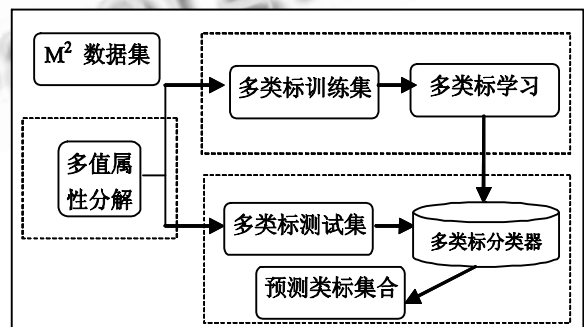 M² 数据集
多类标训练集
多类标学习
多值属
性分解
多类标测试集
多类标分类器
预测类标集合